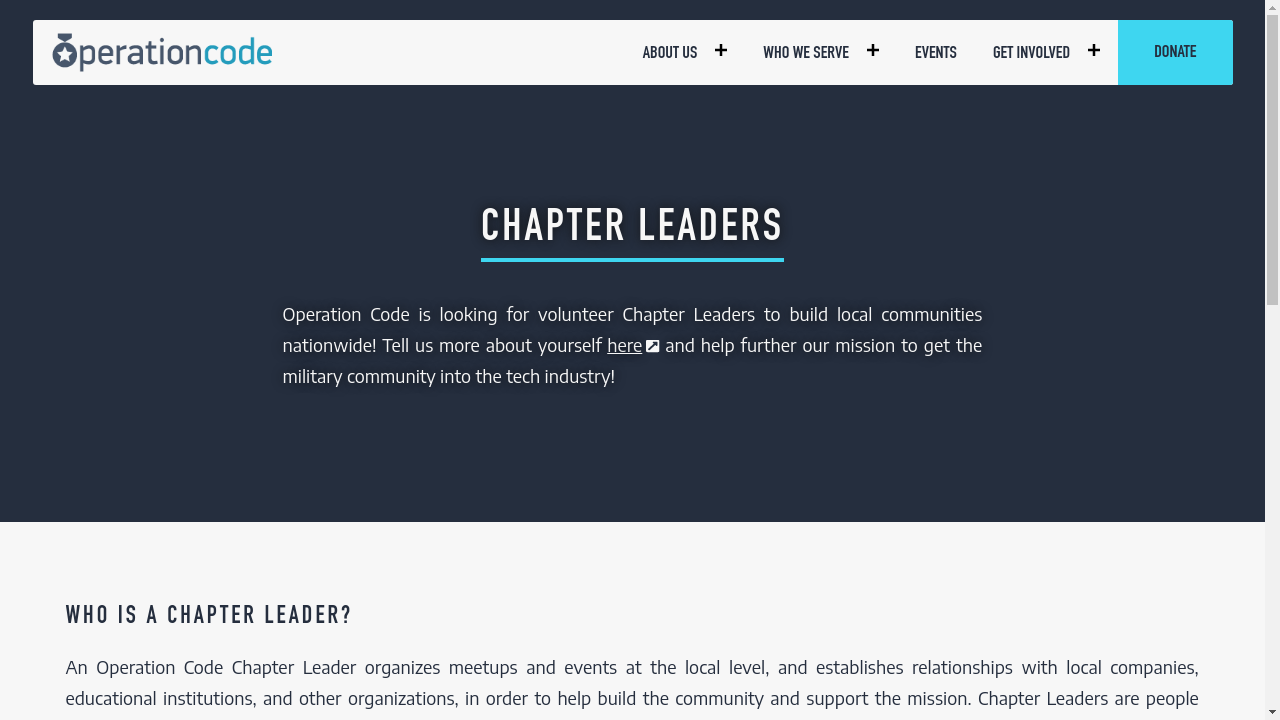 operationcode
ABOUT US
WHO WE SERVE
EVENTS
GET INVOLVED
DONATE
CHAPTER LEADERS
Operation Code is looking for volunteer Chapter Leaders to build local communities
nationwide! Tell us more about yourself here and help further our mission to get the
military community into the tech industry!
WHO IS A CHAPTER LEADER?
An Operation Code Chapter Leader organizes meetups and events at the local level, and establishes relationships with local companies,
educational institutions, and other organizations, in order to help build the community and support the mission. Chapter Leaders are people